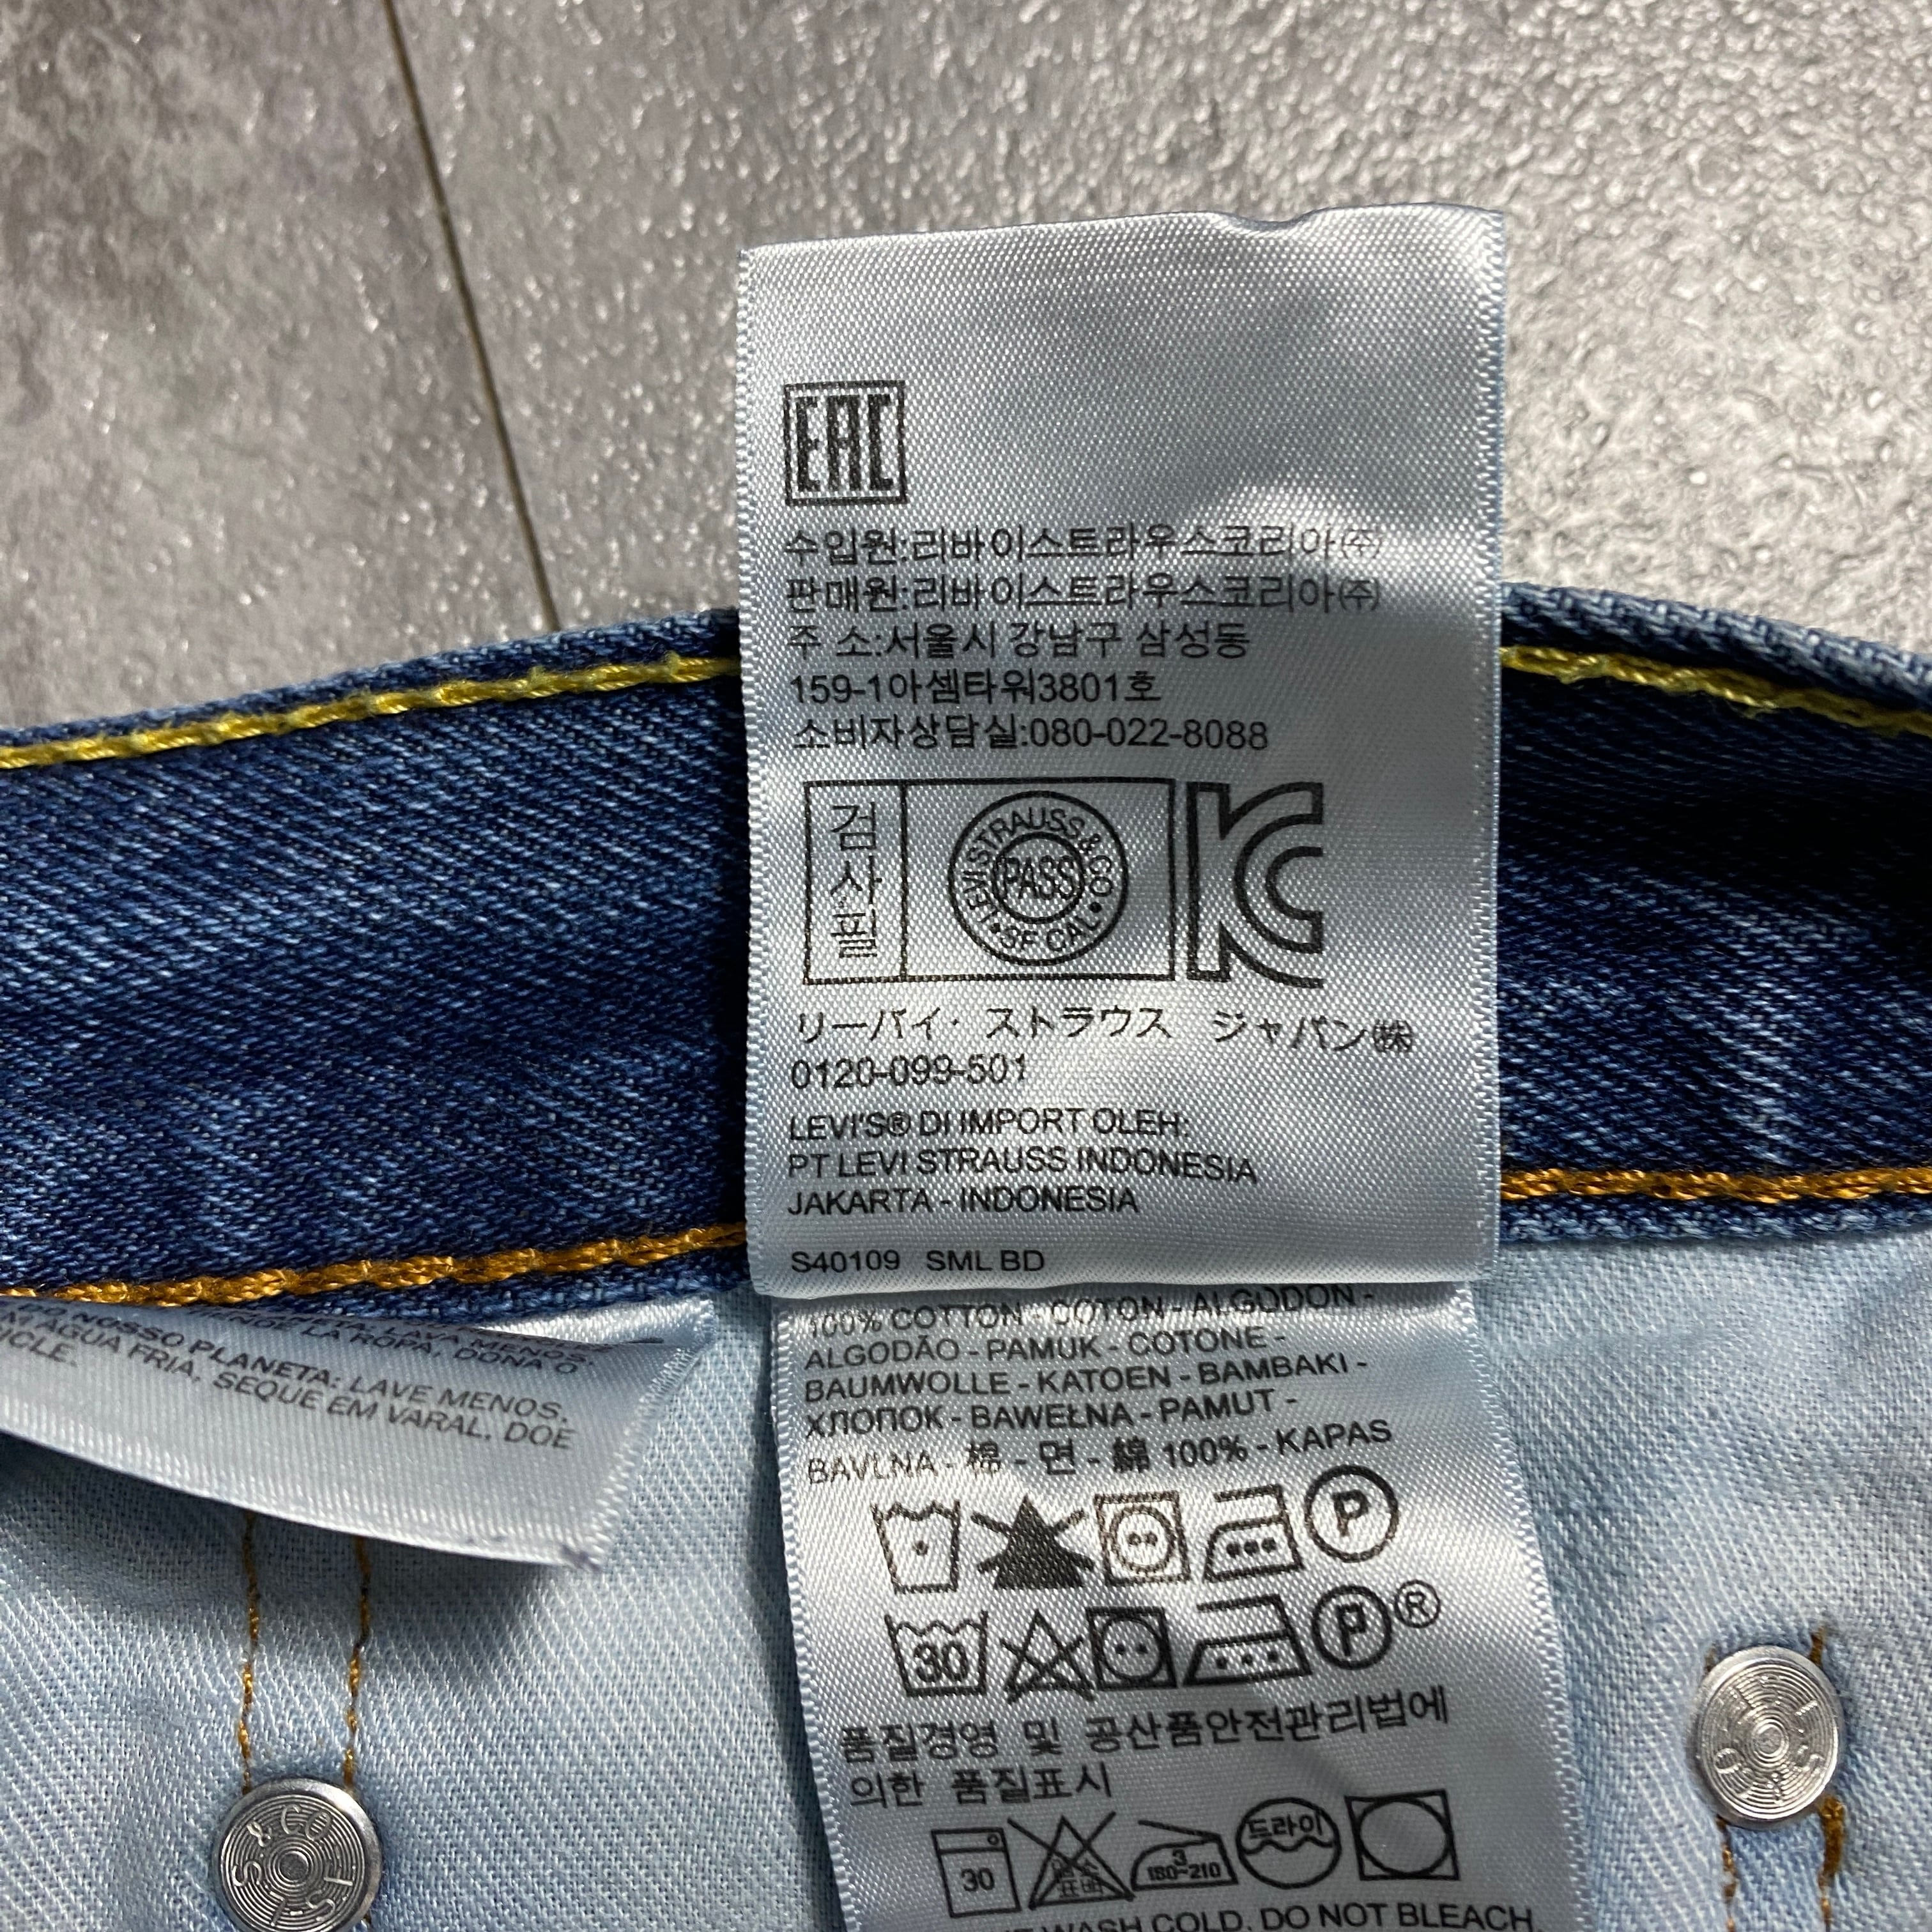 EAC
수입원:리바이스트라우스코리아㈜
판매원:리바이스트라우스코리아㈜
주 소:서울시 강남구 삼성동
159-1아셈타워3801호
소비자상담실:080-022-8088
검사필
LEVI STRAUSS & CO
PASS
SF CAL
リーバイ・ ストラウス ジャパン㈱
0120-099-501
LEVI'S® DI IMPORT OLEH:
PT LEVI STRAUSS INDONESIA
JAKARTA - INDONESIA
S40109 SML BD
100% COTTON - COTON - ALGODON -
ALGODÃO - PAMUK - COTONE -
BAUMWOLLE - KATOEN - BAMBAKI -
ХЛОПОК - BAWEŁNA - PAMUT -
BAVLNA - 棉 - 면 - 綿 100% - KAPAS
P
30 P®
품질경영 및 공산품안전관리법에
의한 품질표시
30 3 180~210 드라이
WASH COLD, DO NOT BLEACH,
LA ROPA, DONA O
NOSSO PLANETA: LAVE MENOS,
ÁGUA FRIA, SEQUE EM VARAL, DOE